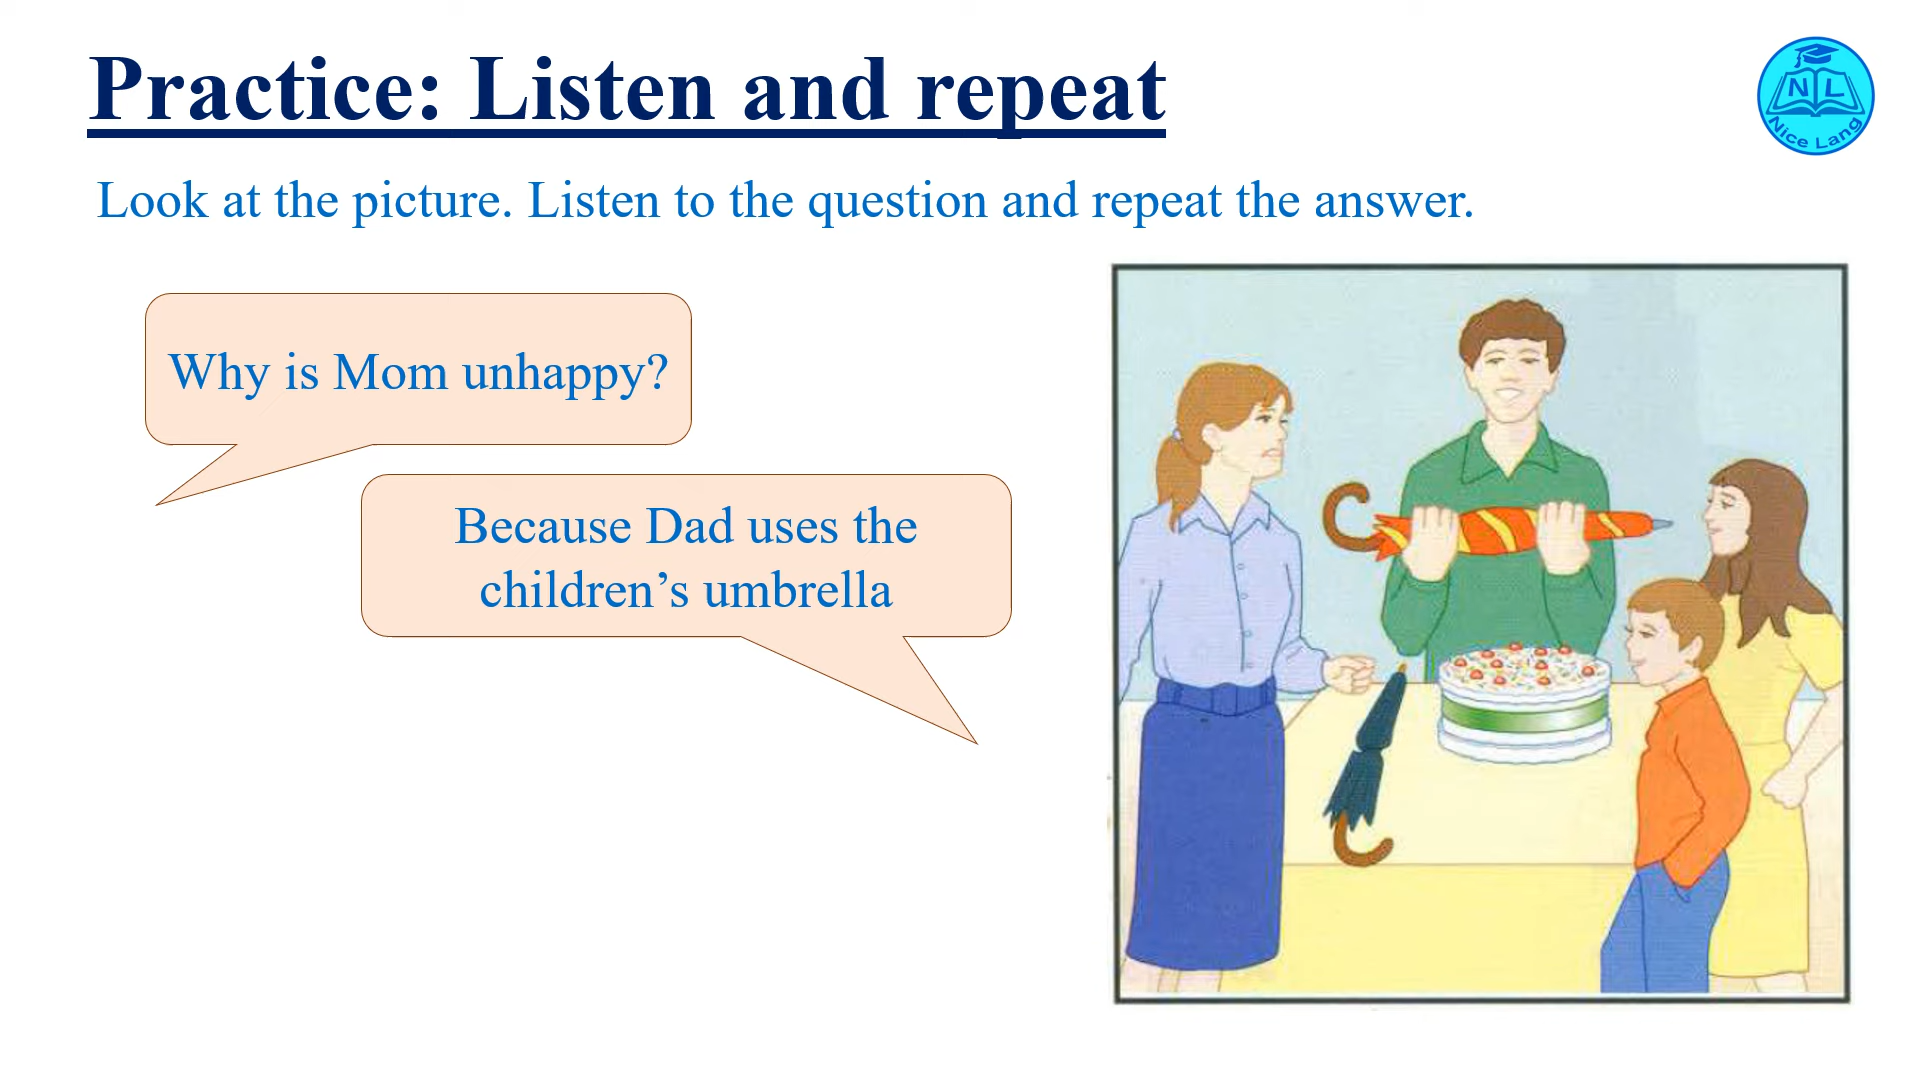 Practice: Listen and repeat
N L
Nice Lang
Look at the picture. Listen to the question and repeat the answer.
Why is Mom unhappy?
Because Dad uses the
children’s umbrella